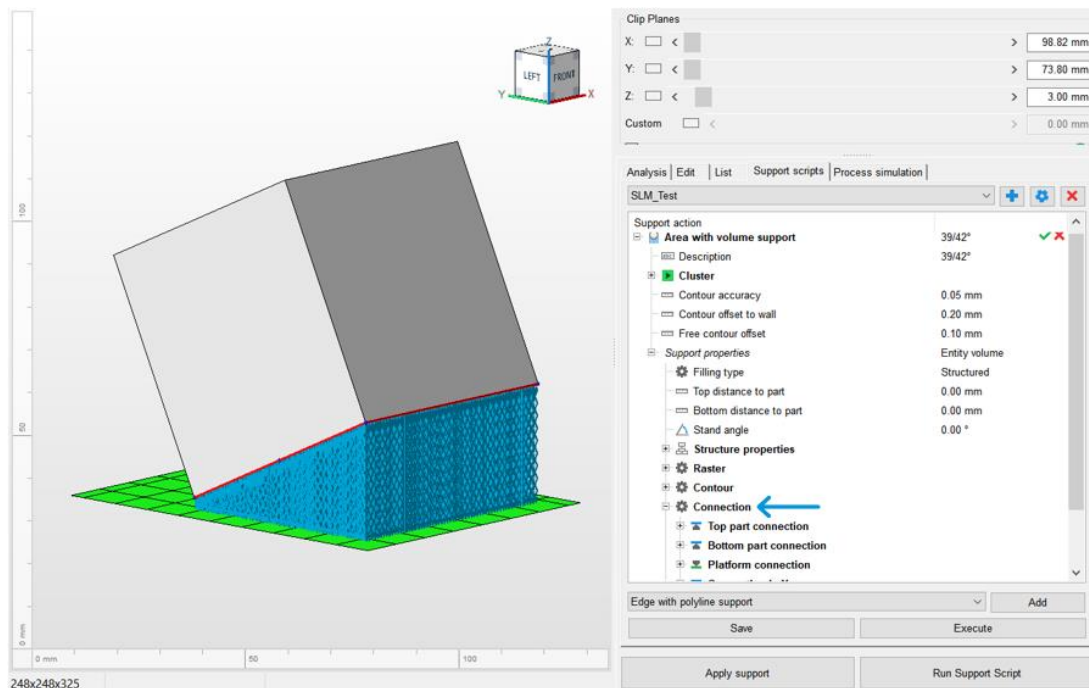 Clip Planes
X: < > 98.82 mm
Y: < > 73.80 mm
Z: < > 3.00 mm
Custom < > 0.00 mm
Analysis Edit List Support scripts Process simulation
SLM_Test
Support action
Area with volume support 39/42°
Description 39/42°
Cluster
Contour accuracy 0.05 mm
Contour offset to wall 0.20 mm
Free contour offset 0.10 mm
Support properties Entity volume
Filling type Structured
Top distance to part 0.00 mm
Bottom distance to part 0.00 mm
Stand angle 0.00 °
Structure properties
Raster
Contour
Connection
Top part connection
Bottom part connection
Platform connection
Edge with polyline support Add
Save Execute
Apply support Run Support Script
Z
LEFT FRONT
Y X
100
50
0 mm
0 mm 50 100
248x248x325